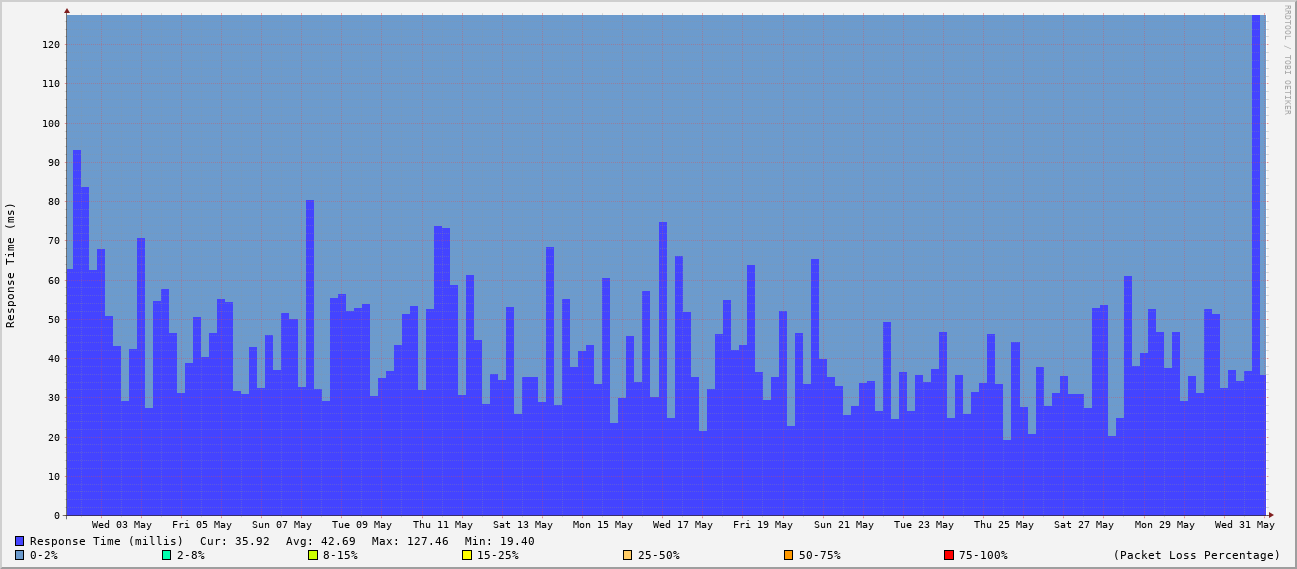 RRDTOOL / TOBI OETIKER
Response Time (ms)
120
110
100
90
80
70
60
50
40
30
20
10
0
Wed 03 May Fri 05 May Sun 07 May Tue 09 May Thu 11 May Sat 13 May Mon 15 May Wed 17 May Fri 19 May Sun 21 May Tue 23 May Thu 25 May Sat 27 May Mon 29 May Wed 31 May
Response Time (millis) Cur: 35.92 Avg: 42.69 Max: 127.46 Min: 19.40
0-2% 2-8% 8-15% 15-25% 25-50% 50-75% 75-100% (Packet Loss Percentage)